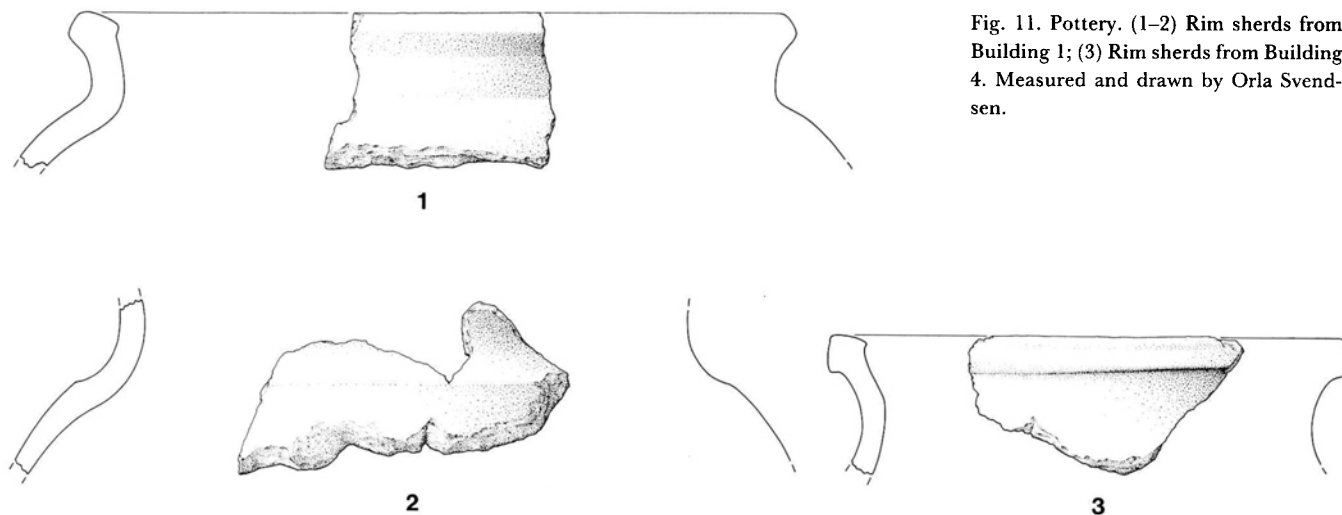 Fig. 11. Pottery. (1–2) Rim sherds from
Building 1; (3) Rim sherds from Building
4. Measured and drawn by Orla Svend-
sen.
1
2
3